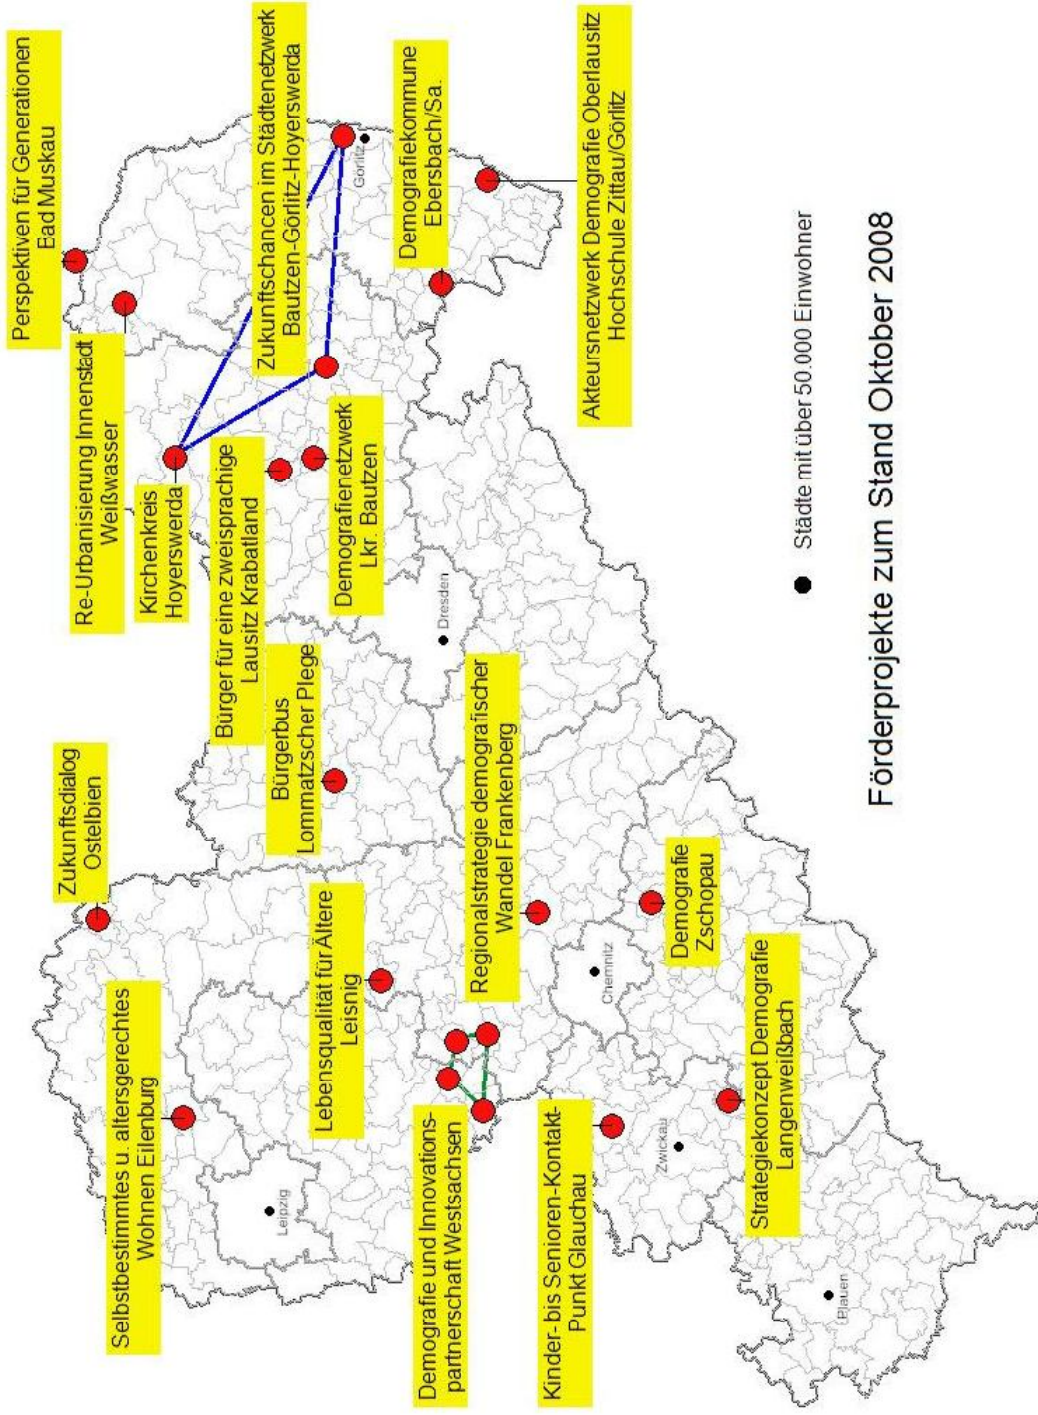 Perspektiven für Generationen
Bad Muskau
Re-Urbanisierung Innenstadt
Weißwasser
Kirchenkreis
Hoyerswerda
Bürger für eine zweisprachige
Lausitz Krabatland
Zukunftschancen im Städtenetzwerk
Bautzen-Görlitz-Hoyerswerda
Görlitz
Demografiekommune
Ebersbach/Sa.
Akteursnetzwerk Demografie Oberlausitz
Hochschule Zittau/Görlitz
Demografienetzwerk
Lkr. Bautzen
Dresden
Bürgerbus
Lommatzscher Plege
Zukunftsdialog
Ostelbien
Selbstbestimmtes u. altersgerechtes
Wohnen Eilenburg
Leipzig
Lebensqualität für Ältere
Leisnig
Regionalstrategie demografischer
Wandel Frankenberg
Demografie und Innovations-
partnerschaft Westsachsen
Chemnitz
Demografie
Zschopau
Kinder- bis Senioren-Kontakt-
Punkt Glauchau
Zwickau
Strategiekonzept Demografie
Langenweißbach
Plauen
Städte mit über 50.000 Einwohner
Förderprojekte zum Stand Oktober 2008